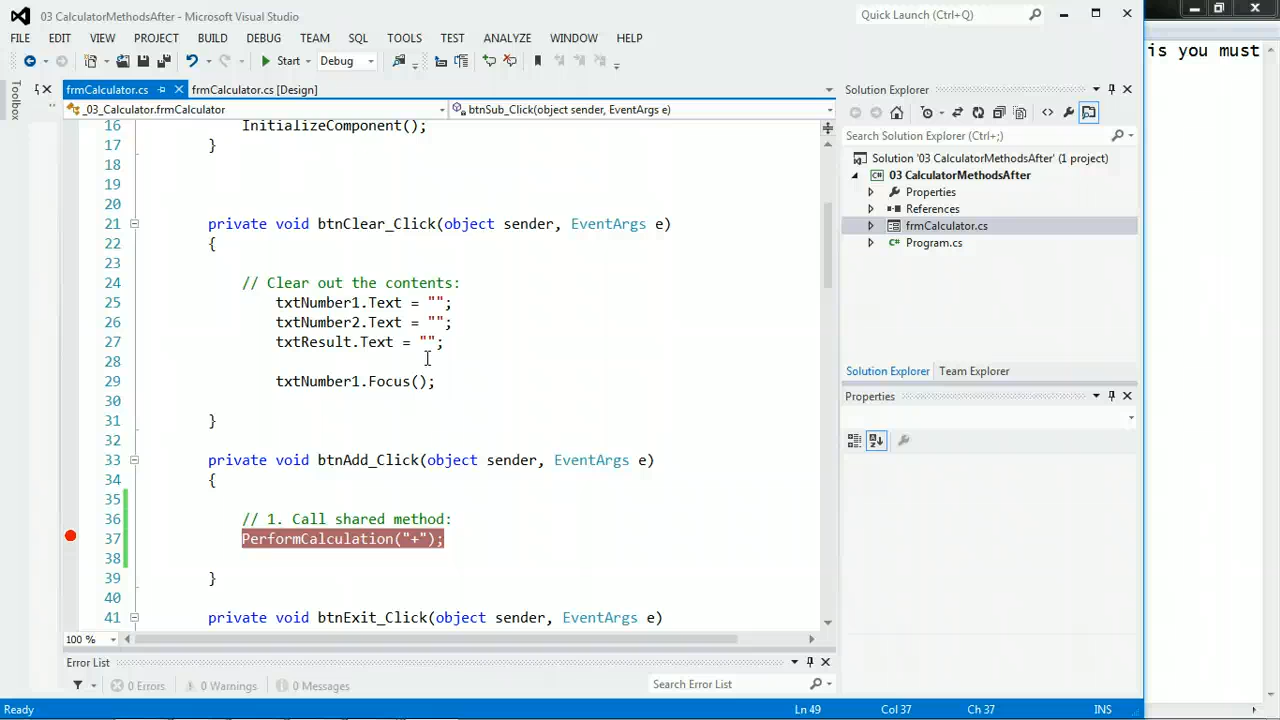 03 CalculatorMethodsAfter - Microsoft Visual Studio
Quick Launch (Ctrl+Q)
FILE EDIT VIEW PROJECT BUILD DEBUG TEAM SQL TOOLS TEST ANALYZE WINDOW HELP
is you must
Start Debug
Toolbox
frmCalculator.cs
frmCalculator.cs [Design]
_03_Calculator.frmCalculator
btnSub_Click(object sender, EventArgs e)
16 InitializeComponent();
17 }
18
19
20
21 private void btnClear_Click(object sender, EventArgs e)
22 {
23
24 // Clear out the contents:
25 txtNumber1.Text = "";
26 txtNumber2.Text = "";
27 txtResult.Text = "";
28
29 txtNumber1.Focus();
30
31 }
32
33 private void btnAdd_Click(object sender, EventArgs e)
34 {
35
36 // 1. Call shared method:
37 PerformCalculation("+");
38
39 }
40
41 private void btnExit_Click(object sender, EventArgs e)
100 %
Solution Explorer
Search Solution Explorer (Ctrl+;)
Solution '03 CalculatorMethodsAfter' (1 project)
C# 03 CalculatorMethodsAfter
Properties
References
frmCalculator.cs
C# Program.cs
Solution Explorer Team Explorer
Properties
Error List
0 Errors 0 Warnings 0 Messages
Search Error List
Ready Ln 49 Col 37 Ch 37 INS